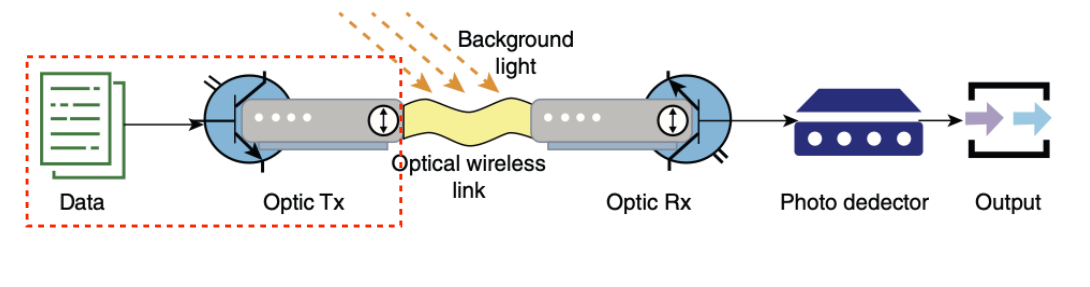 Background
light
Optical wireless
link
Data
Optic Tx
Optic Rx
Photo dedector
Output